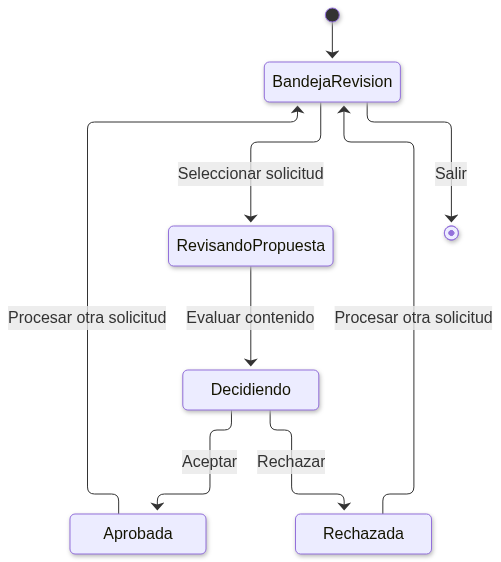 BandejaRevision
Seleccionar solicitud
Salir
RevisandoPropuesta
Procesar otra solicitud
Evaluar contenido
Procesar otra solicitud
Decidiendo
Aceptar
Rechazar
Aprobada
Rechazada